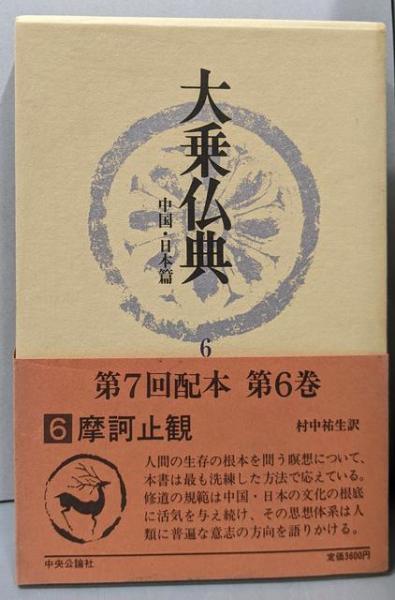 大乗仏典
中国・日本篇
6
第7回配本 第6巻
6 摩訶止観
村中祐生訳
人間の生存の根本を問う瞑想について、
本書は最も洗練した方法で応えている。
修道の規範は中国・日本の文化の根底
に活気を与え続け、その思想体系は人
類に普遍な意志の方向を語りかける。
中央公論社
定価3600円